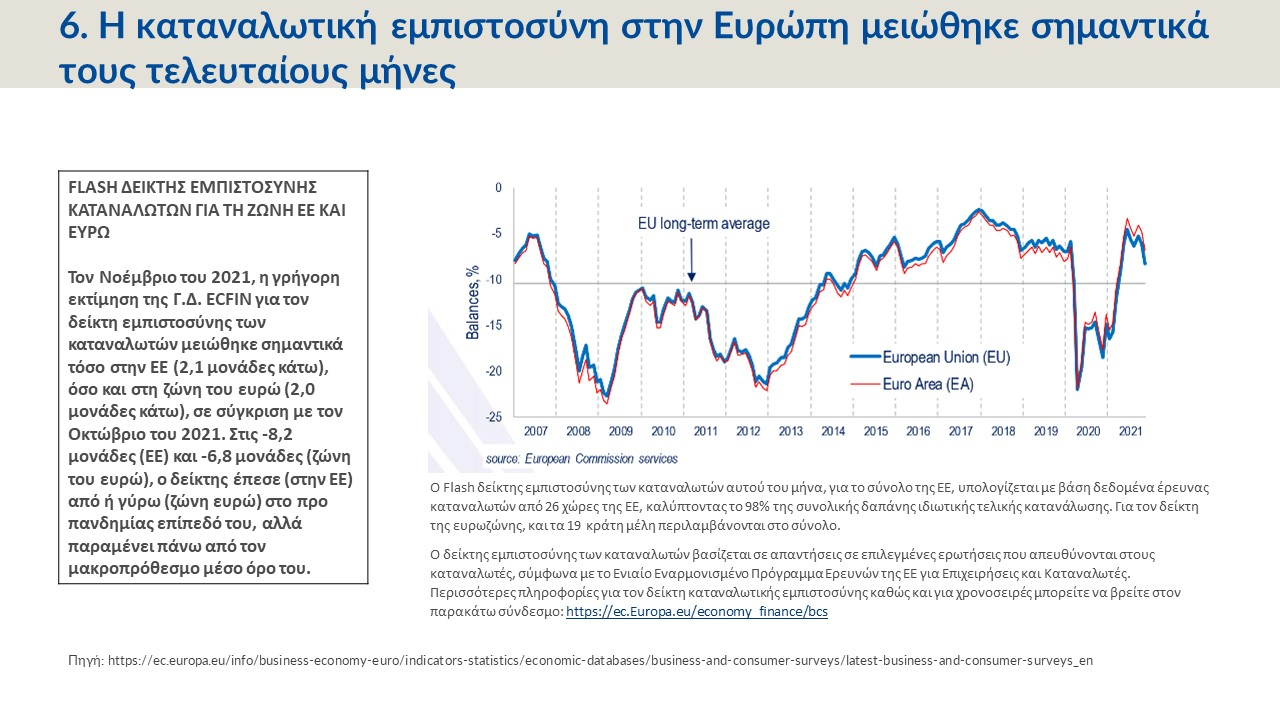 6. Η καταναλωτική εμπιστοσύνη στην Ευρώπη μειώθηκε σημαντικά
τους τελευταίους μήνες
FLASH ΔΕΙΚΤΗΣ ΕΜΠΙΣΤΟΣΥΝΗΣ
ΚΑΤΑΝΑΛΩΤΩΝ ΓΙΑ ΤΗ ΖΩΝΗ ΕΕ ΚΑΙ
ΕΥΡΩ
Τον Νοέμβριο του 2021, η γρήγορη
εκτίμηση της Γ.Δ. ECFIN για τον
δείκτη εμπιστοσύνης των
καταναλωτών μειώθηκε σημαντικά
τόσο στην ΕΕ (2,1 μονάδες κάτω),
όσο και στη ζώνη του ευρώ (2,0
μονάδες κάτω), σε σύγκριση με τον
Οκτώβριο του 2021. Στις -8,2
μονάδες (ΕΕ) και -6,8 μονάδες (ζώνη
του ευρώ), ο δείκτης έπεσε (στην ΕΕ)
από ή γύρω (ζώνη ευρώ) στο προ
πανδημίας επίπεδό του, αλλά
παραμένει πάνω από τον
μακροπρόθεσμο μέσο όρο του.
0
-5
-10
-15
-20
-25
Balances, %
EU long-term average
European Union (EU)
Euro Area (EA)
2007 2008 2009 2010 2011 2012 2013 2014 2015 2016 2017 2018 2019 2020 2021
source: European Commission services
Ο Flash δείκτης εμπιστοσύνης των καταναλωτών αυτού του μήνα, για το σύνολο της ΕΕ, υπολογίζεται με βάση δεδομένα έρευνας
καταναλωτών από 26 χώρες της ΕΕ, καλύπτοντας το 98% της συνολικής δαπάνης ιδιωτικής τελικής κατανάλωσης. Για τον δείκτη
της ευρωζώνης, και τα 19 κράτη μέλη περιλαμβάνονται στο σύνολο.
Ο δείκτης εμπιστοσύνης των καταναλωτών βασίζεται σε απαντήσεις σε επιλεγμένες ερωτήσεις που απευθύνονται στους
καταναλωτές, σύμφωνα με το Ενιαίο Εναρμονισμένο Πρόγραμμα Ερευνών της ΕΕ για Επιχειρήσεις και Καταναλωτές.
Περισσότερες πληροφορίες για τον δείκτη καταναλωτικής εμπιστοσύνης καθώς και για χρονοσειρές μπορείτε να βρείτε στον
παρακάτω σύνδεσμο: https://ec.Europa.eu/economy_finance/bcs
Πηγή: https://ec.europa.eu/info/business-economy-euro/indicators-statistics/economic-databases/business-and-consumer-surveys/latest-business-and-consumer-surveys_en